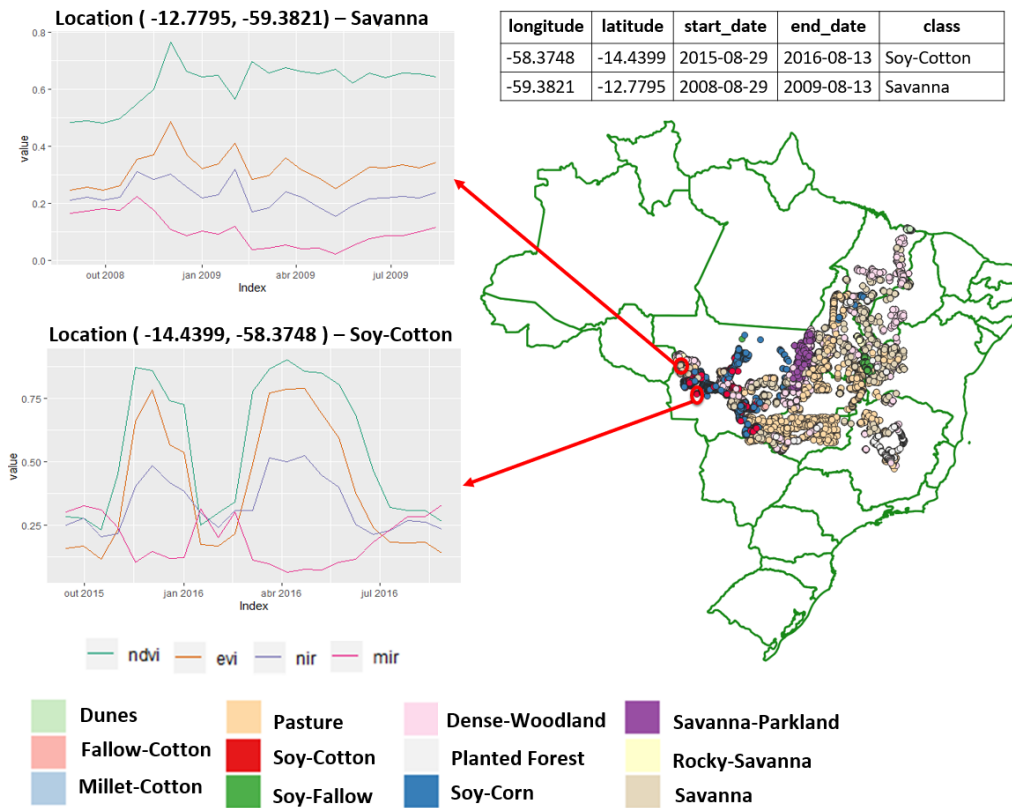 Location ( -12.7795, -59.3821) – Savanna
0.8
0.6
0.4
0.2
0.0
value
out 2008
jan 2009
abr 2009
jul 2009
Index
longitude latitude start_date end_date class
-58.3748 -14.4399 2015-08-29 2016-08-13 Soy-Cotton
-59.3821 -12.7795 2008-08-29 2009-08-13 Savanna
Location ( -14.4399, -58.3748) – Soy-Cotton
0.75
0.50
0.25
value
out 2015
jan 2016
abr 2016
jul 2016
Index
ndvi evi nir mir
Dunes Pasture Dense-Woodland Savanna-Parkland
Fallow-Cotton Soy-Cotton Planted Forest Rocky-Savanna
Millet-Cotton Soy-Fallow Soy-Corn Savanna